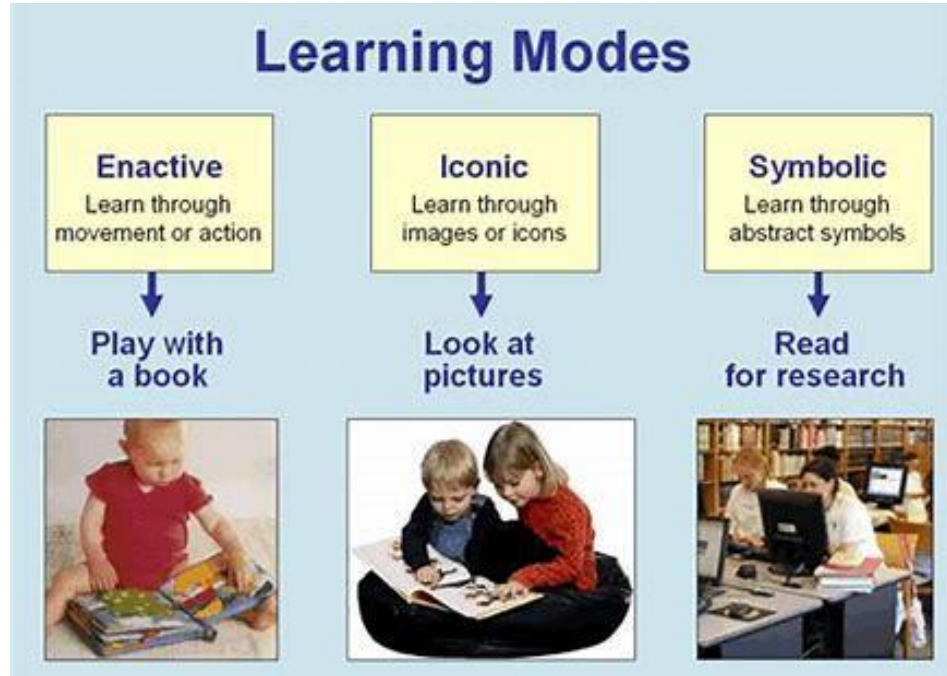 Learning Modes
Enactive
Learn through
movement or action
Iconic
Learn through
images or icons
Symbolic
Learn through
abstract symbols
Play with
a book
Look at
pictures
Read
for research